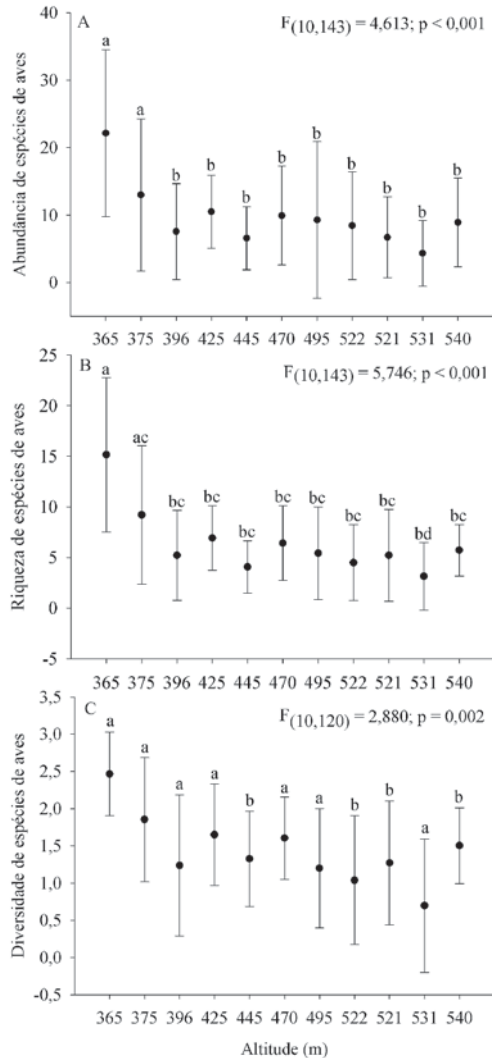 A
F(10,143) = 4,613; p < 0,001
Abundância de espécies de aves
40
30
20
10
0
a a b b b b b b b b b
365 375 396 425 445 470 495 522 521 531 540
B
F(10,143) = 5,746; p < 0,001
Riqueza de espécies de aves
25
20
15
10
5
0
-5
a ac bc bc bc bc bc bc bc bd bc
365 375 396 425 445 470 495 522 521 531 540
C
F(10,120) = 2,880; p = 0,002
Diversidade de espécies de aves
3,5
3,0
2,5
2,0
1,5
1,0
0,5
0,0
-0,5
a a a a b a a b b a b
365 375 396 425 445 470 495 522 521 531 540
Altitude (m)